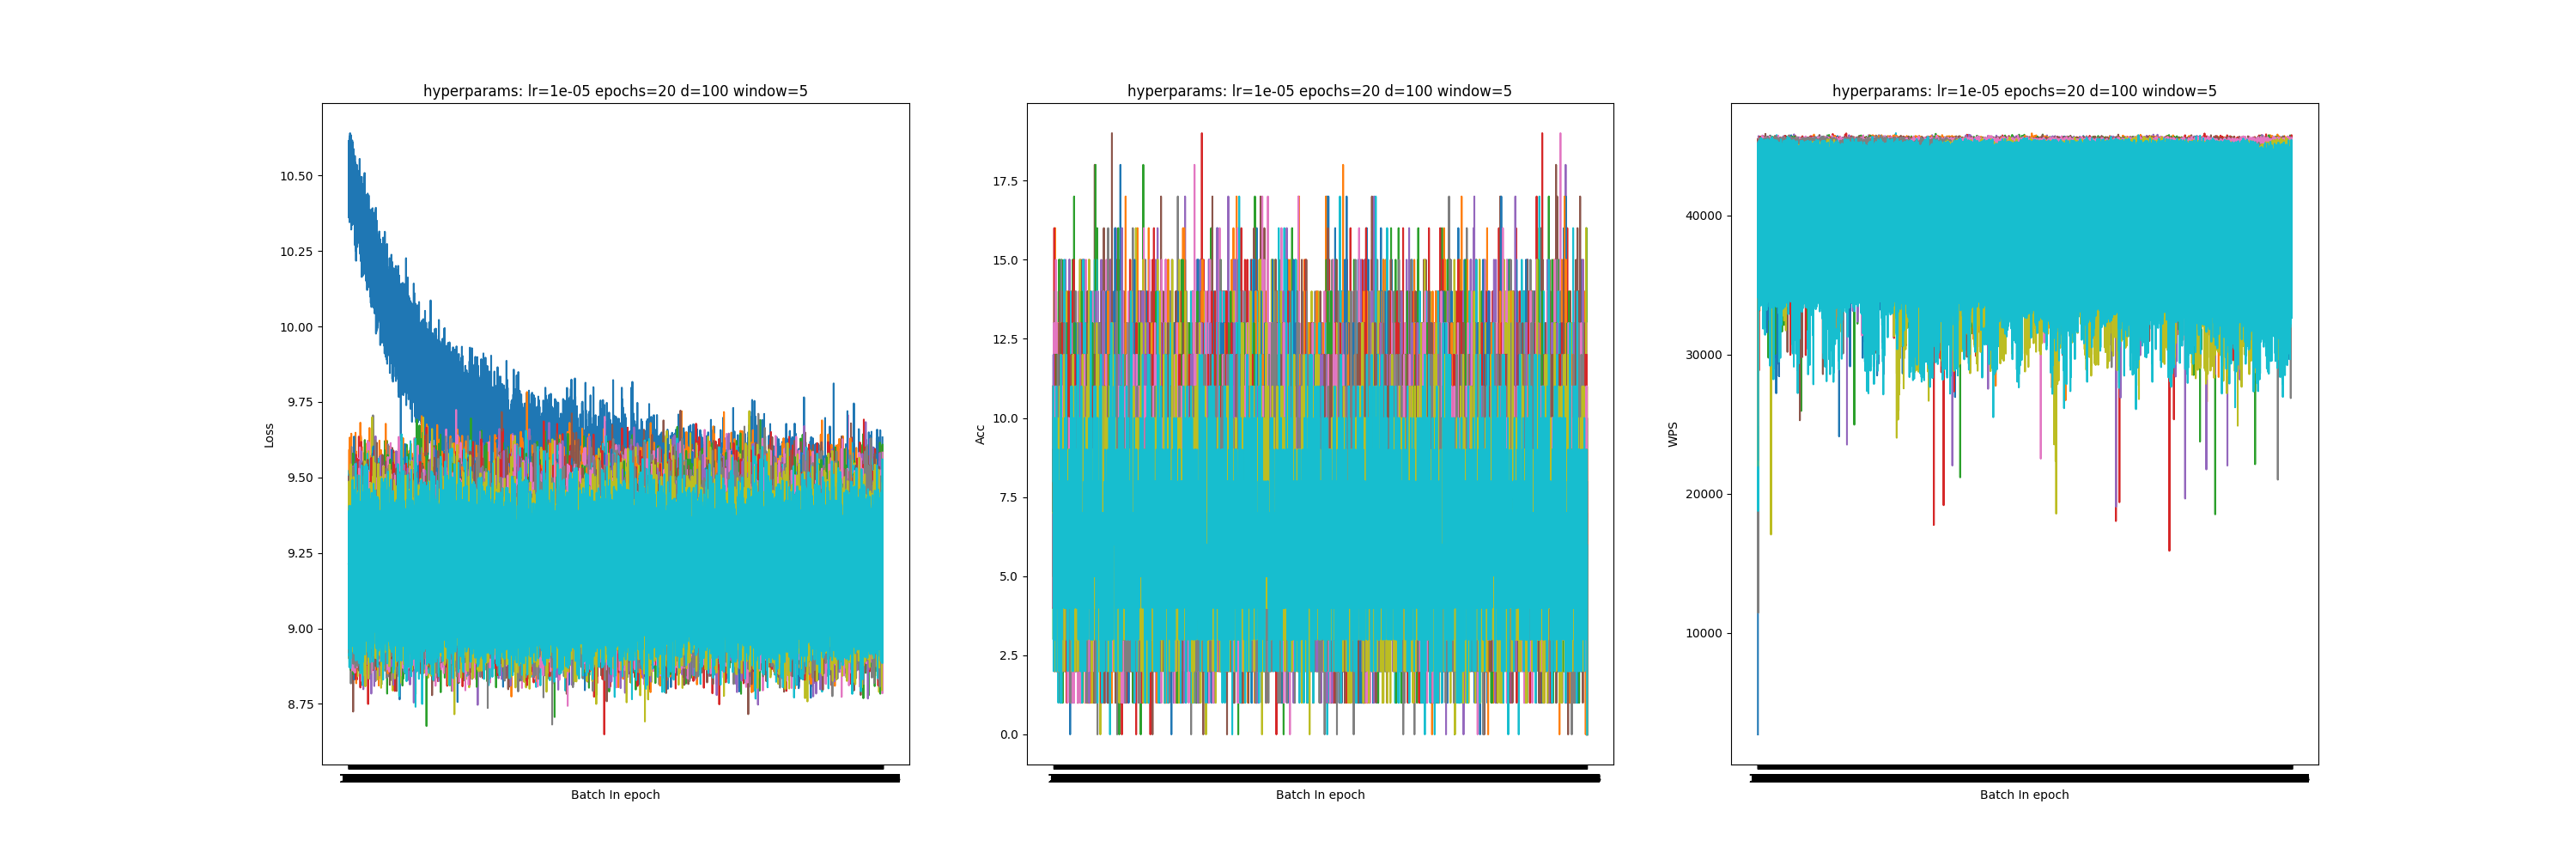 hyperparams: lr=1e-05 epochs=20 d=100 window=5
10.50
10.25
10.00
9.75
9.50
9.25
9.00
8.75
Loss
Batch In epoch
hyperparams: lr=1e-05 epochs=20 d=100 window=5
17.5
15.0
12.5
10.0
7.5
5.0
2.5
0.0
Acc
Batch In epoch
hyperparams: lr=1e-05 epochs=20 d=100 window=5
40000
30000
20000
10000
WPS
Batch In epoch